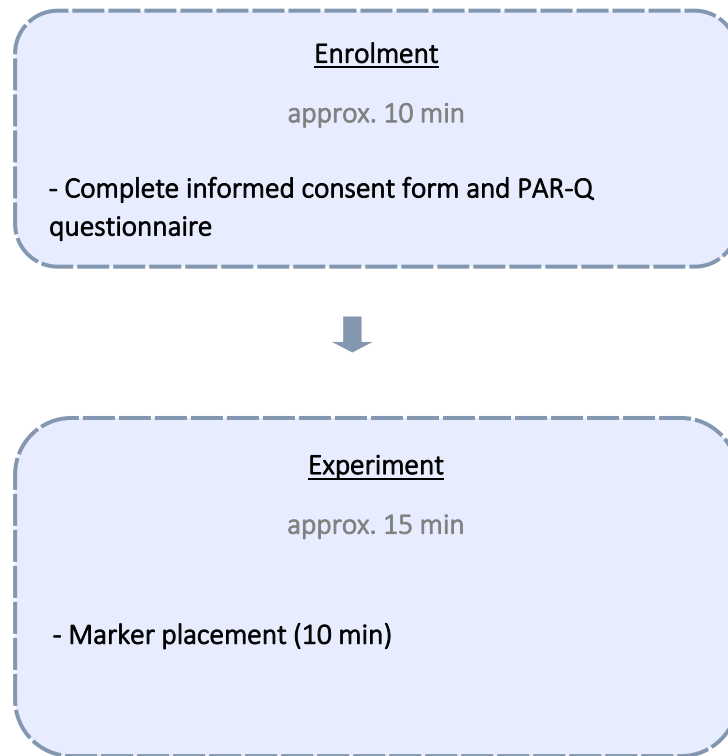 Enrolment
approx. 10 min
- Complete informed consent form and PAR-Q
questionnaire
Experiment
approx. 15 min
- Marker placement (10 min)